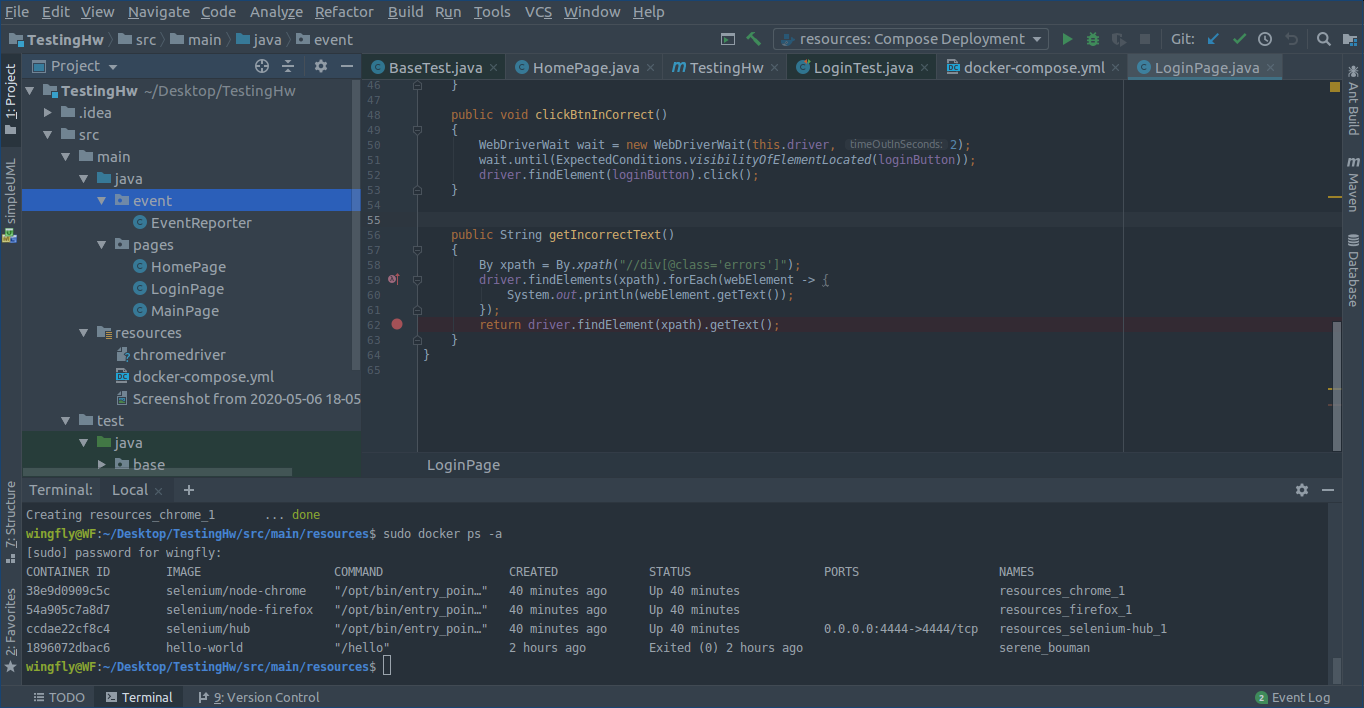 File Edit View Navigate Code Analyze Refactor Build Run Tools VCS Window Help
TestingHw src main java event resources: Compose Deployment Git:
1: Project
simpleUML
7: Structure
2: Favorites
Project
TestingHw ~/Desktop/TestingHw
.idea
src
main
java
event
EventReporter
pages
HomePage
LoginPage
MainPage
resources
chromedriver
docker-compose.yml
Screenshot from 2020-05-06 18-05
test
java
base
BaseTest.java HomePage.java TestingHw LoginTest.java docker-compose.yml LoginPage.java
46 }
47
48 public void clickBtnInCorrect()
49 {
50 WebDriverWait wait = new WebDriverWait(this.driver, timeOutInSeconds: 2);
51 wait.until(ExpectedConditions.visibilityOfElementLocated(loginButton));
52 driver.findElement(loginButton).click();
53 }
54
55
56 public String getIncorrectText()
57 {
58 By xpath = By.xpath("//div[@class='errors']");
59 driver.findElements(xpath).forEach(webElement -> {
60 System.out.println(webElement.getText());
61 });
62 return driver.findElement(xpath).getText();
63 }
64 }
65
LoginPage
Ant Build
Maven
Database
Terminal: Local +
Creating resources_chrome_1 ... done
wingfly@WF:~/Desktop/TestingHw/src/main/resources$ sudo docker ps -a
[sudo] password for wingfly:
CONTAINER ID IMAGE COMMAND CREATED STATUS PORTS NAMES
38e9d0909c5c selenium/node-chrome "/opt/bin/entry_poin…" 40 minutes ago Up 40 minutes resources_chrome_1
54a905c7a8d7 selenium/node-firefox "/opt/bin/entry_poin…" 40 minutes ago Up 40 minutes resources_firefox_1
ccdae22cf8c4 selenium/hub "/opt/bin/entry_poin…" 40 minutes ago Up 40 minutes 0.0.0.0:4444->4444/tcp resources_selenium-hub_1
1896072dbac6 hello-world "/hello" 2 hours ago Exited (0) 2 hours ago serene_bouman
wingfly@WF:~/Desktop/TestingHw/src/main/resources$
TODO Terminal 9: Version Control 2 Event Log